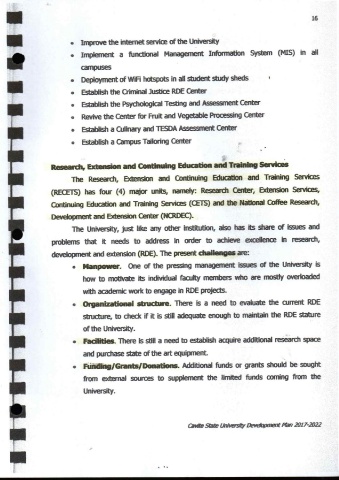 16
• Improve the internet service of the University
• Implement a functional Management Information System (MIS) in all
campuses
• Deployment of WiFi hotspots in all student study sheds
• Establish the Criminal Justice RDE Center
• Establish the Psychological Testing and Assessment Center
• Revive the Center for Fruit and Vegetable Processing Center
• Establish a Culinary and TESDA Assessment Center
• Establish a Campus Tailoring Center
Research, Extension and Continuing Education and Training Services
The Research, Extension and Continuing Education and Training Services
(RECETS) has four (4) major units, namely: Research Center, Extension Services,
Continuing Education and Training Services (CETS) and the National Coffee Research,
Development and Extension Center (NCRDEC).
The University, just like any other institution, also has its share of issues and
problems that it needs to address in order to achieve excellence in research,
development and extension (RDE). The present challenges are:
• Manpower. One of the pressing management issues of the University is
how to motivate its individual faculty members who are mostly overloaded
with academic work to engage in RDE projects.
• Organizational structure. There is a need to evaluate the current RDE
structure, to check if it is still adequate enough to maintain the RDE stature
of the University.
• Facilities. There is still a need to establish acquire additional research space
and purchase state of the art equipment.
• Funding/Grants/Donations. Additional funds or grants should be sought
from external sources to supplement the limited funds coming from the
University.
Cavite State University Development Plan 2017-2022